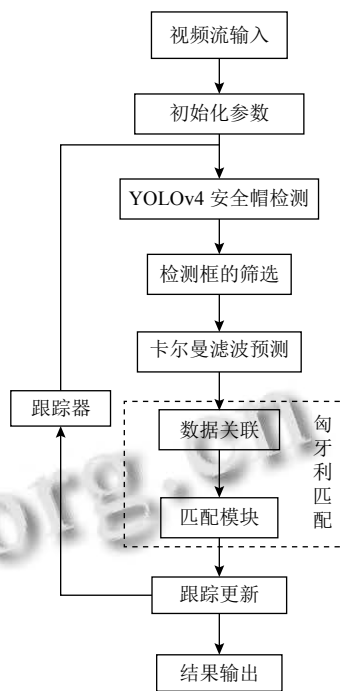 视频流输入
初始化参数
YOLOv4 安全帽检测
检测框的筛选
卡尔曼滤波预测
跟踪器
数据关联
匹配模块
匈牙利匹配
跟踪更新
结果输出
org.cn